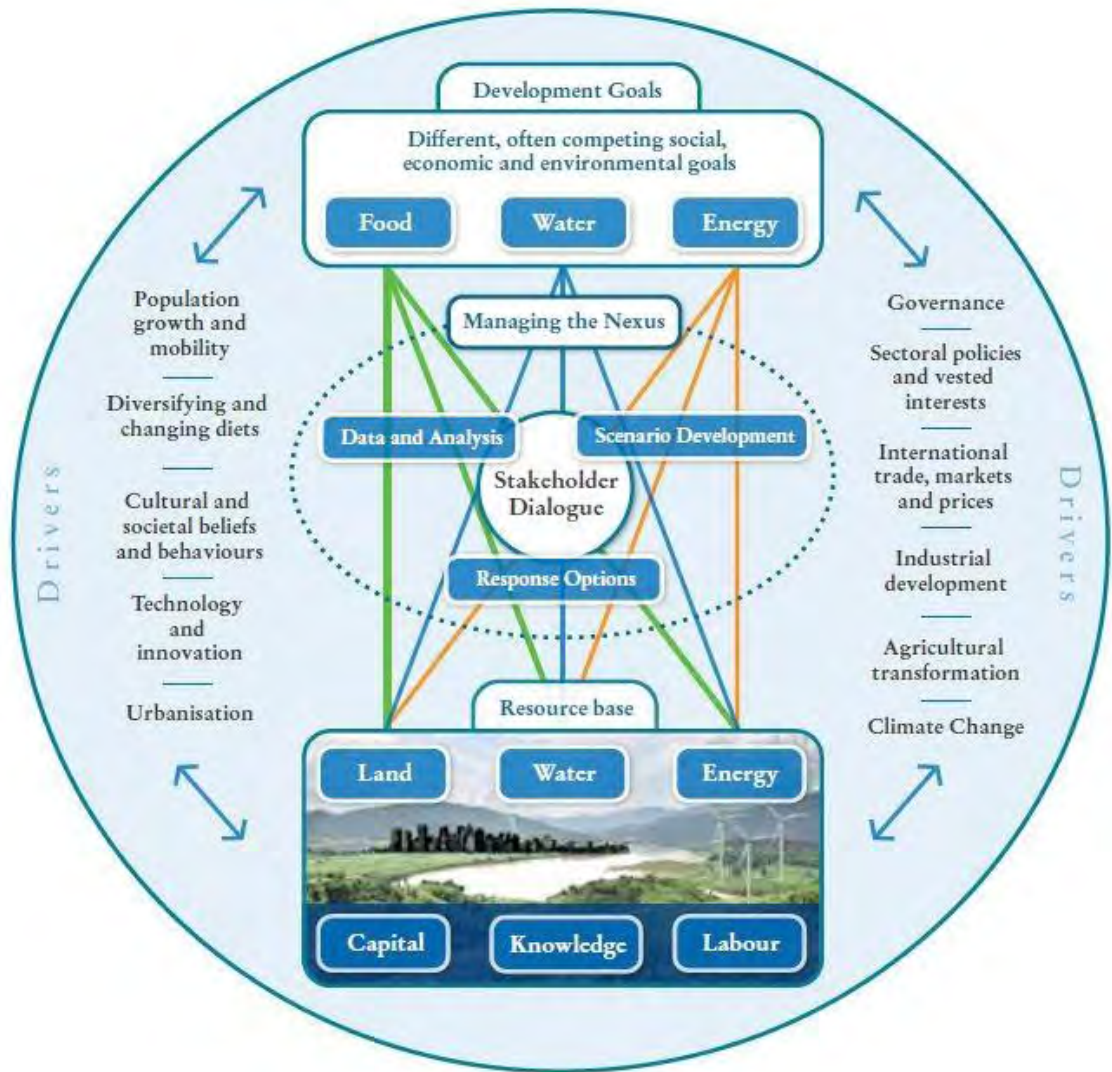 Development Goals
Different, often competing social,
economic and environmental goals
Food
Water
Energy
Managing the Nexus
Data and Analysis
Scenario Development
Stakeholder
Dialogue
Response Options
Resource base
Land
Water
Energy
Capital
Knowledge
Labour
Drivers
Population
growth and
mobility
Diversifying and
changing diets
Cultural and
societal beliefs
and behaviours
Technology
and
innovation
Urbanisation
Governance
Sectoral policies
and vested
interests
International
trade, markets
and prices
Industrial
development
Agricultural
transformation
Climate Change
Drivers